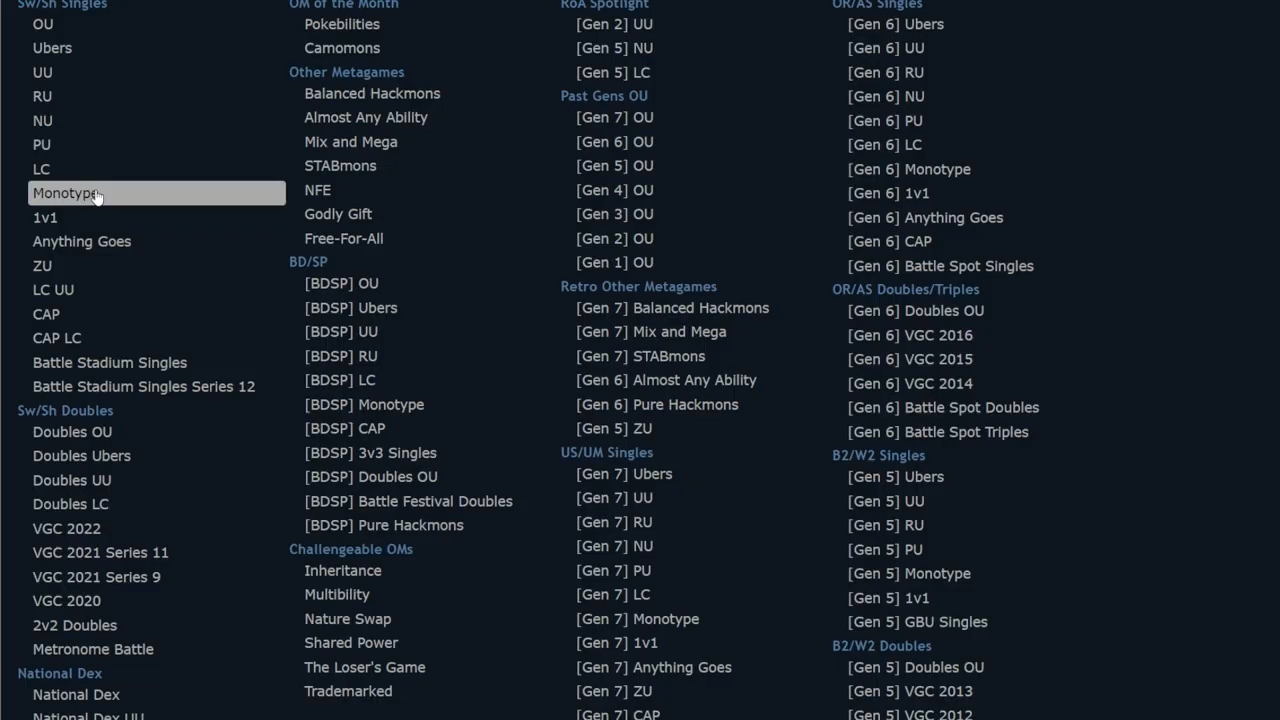 Sw/Sh Singles
OU
Ubers
UU
RU
NU
PU
LC
Monotype
1v1
Anything Goes
ZU
LC UU
CAP
CAP LC
Battle Stadium Singles
Battle Stadium Singles Series 12
Sw/Sh Doubles
Doubles OU
Doubles Ubers
Doubles UU
Doubles LC
VGC 2022
VGC 2021 Series 11
VGC 2021 Series 9
VGC 2020
2v2 Doubles
Metronome Battle
National Dex
National Dex
National Dex UU
OM of the Month
Pokebilities
Camomons
Other Metagames
Balanced Hackmons
Almost Any Ability
Mix and Mega
STABmons
NFE
Godly Gift
Free-For-All
BD/SP
[BDSP] OU
[BDSP] Ubers
[BDSP] UU
[BDSP] RU
[BDSP] LC
[BDSP] Monotype
[BDSP] CAP
[BDSP] 3v3 Singles
[BDSP] Doubles OU
[BDSP] Battle Festival Doubles
[BDSP] Pure Hackmons
Challengeable OMs
Inheritance
Multibility
Nature Swap
Shared Power
The Loser's Game
Trademarked
RoA Spotlight
[Gen 2] UU
[Gen 5] NU
[Gen 5] LC
Past Gens OU
[Gen 7] OU
[Gen 6] OU
[Gen 5] OU
[Gen 4] OU
[Gen 3] OU
[Gen 2] OU
[Gen 1] OU
Retro Other Metagames
[Gen 7] Balanced Hackmons
[Gen 7] Mix and Mega
[Gen 7] STABmons
[Gen 6] Almost Any Ability
[Gen 6] Pure Hackmons
[Gen 5] ZU
US/UM Singles
[Gen 7] Ubers
[Gen 7] UU
[Gen 7] RU
[Gen 7] NU
[Gen 7] PU
[Gen 7] LC
[Gen 7] Monotype
[Gen 7] 1v1
[Gen 7] Anything Goes
[Gen 7] ZU
[Gen 7] CAP
OR/AS Singles
[Gen 6] Ubers
[Gen 6] UU
[Gen 6] RU
[Gen 6] NU
[Gen 6] PU
[Gen 6] LC
[Gen 6] Monotype
[Gen 6] 1v1
[Gen 6] Anything Goes
[Gen 6] CAP
[Gen 6] Battle Spot Singles
OR/AS Doubles/Triples
[Gen 6] Doubles OU
[Gen 6] VGC 2016
[Gen 6] VGC 2015
[Gen 6] VGC 2014
[Gen 6] Battle Spot Doubles
[Gen 6] Battle Spot Triples
B2/W2 Singles
[Gen 5] Ubers
[Gen 5] UU
[Gen 5] RU
[Gen 5] PU
[Gen 5] Monotype
[Gen 5] 1v1
[Gen 5] GBU Singles
B2/W2 Doubles
[Gen 5] Doubles OU
[Gen 5] VGC 2013
[Gen 5] VGC 2012